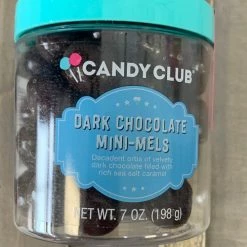 CANDY CLUB
DARK CHOCOLATE
MINI-MELS
Decadent orbs of velvety
dark chocolate filled with
rich sea salt caramel
NET WT. 7 OZ. (198 g)